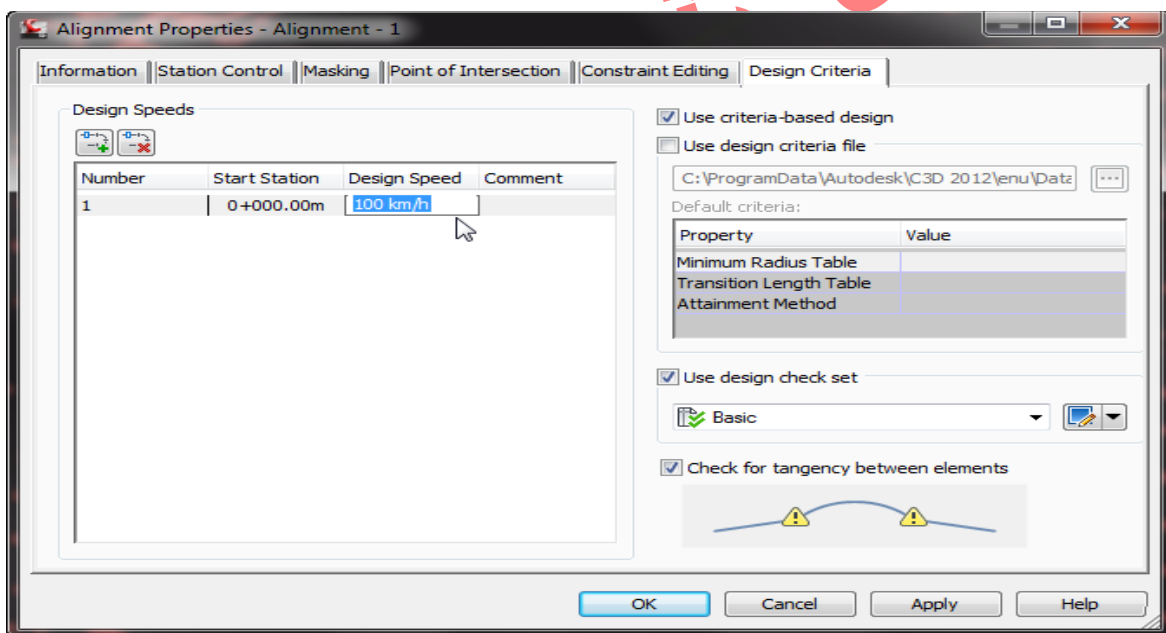 Alignment Properties - Alignment - 1
Information Station Control Masking Point of Intersection Constraint Editing Design Criteria
Design Speeds
Number Start Station Design Speed Comment
1 0+000.00m 100 km/h
Use criteria-based design
Use design criteria file
C:\ProgramData\Autodesk\C3D 2012\enu\Data
Default criteria:
Property Value
Minimum Radius Table
Transition Length Table
Attainment Method
Use design check set
Basic
Check for tangency between elements
OK Cancel Apply Help